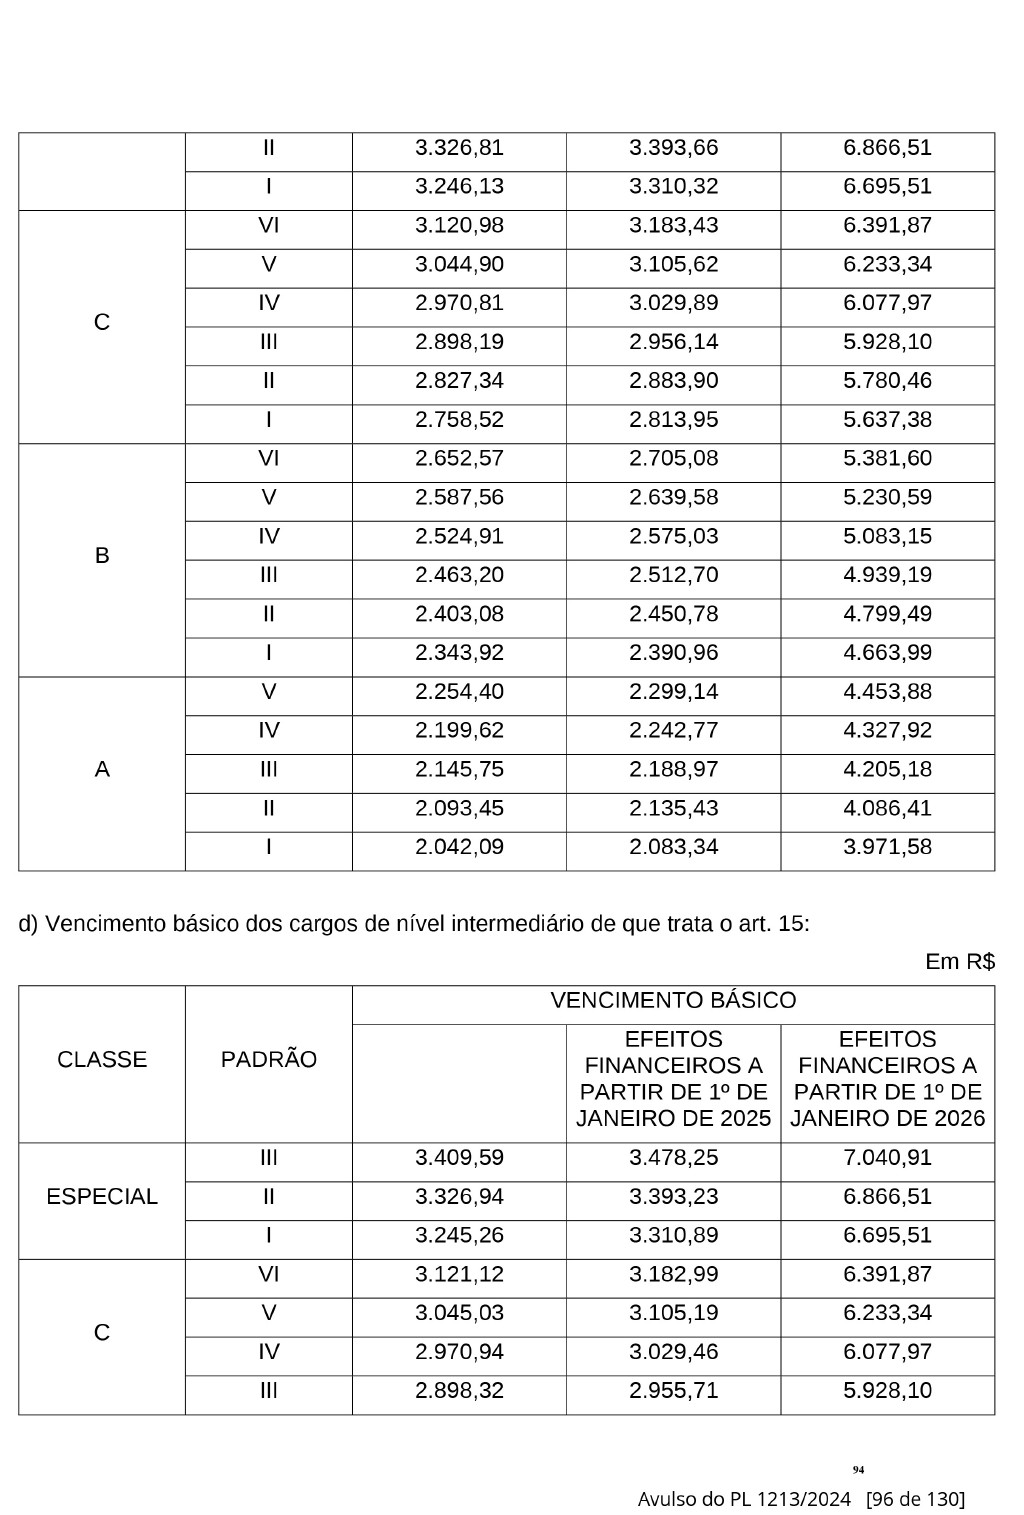 II 3.326,81 3.393,66 6.866,51
I 3.246,13 3.310,32 6.695,51
C
VI 3.120,98 3.183,43 6.391,87
V 3.044,90 3.105,62 6.233,34
IV 2.970,81 3.029,89 6.077,97
III 2.898,19 2.956,14 5.928,10
II 2.827,34 2.883,90 5.780,46
I 2.758,52 2.813,95 5.637,38
B
VI 2.652,57 2.705,08 5.381,60
V 2.587,56 2.639,58 5.230,59
IV 2.524,91 2.575,03 5.083,15
III 2.463,20 2.512,70 4.939,19
II 2.403,08 2.450,78 4.799,49
I 2.343,92 2.390,96 4.663,99
A
V 2.254,40 2.299,14 4.453,88
IV 2.199,62 2.242,77 4.327,92
III 2.145,75 2.188,97 4.205,18
II 2.093,45 2.135,43 4.086,41
I 2.042,09 2.083,34 3.971,58
d) Vencimento básico dos cargos de nível intermediário de que trata o art. 15:
Em R$
CLASSE
PADRÃO
VENCIMENTO BÁSICO
EFEITOS
FINANCEIROS A
PARTIR DE 1º DE
JANEIRO DE 2025
EFEITOS
FINANCEIROS A
PARTIR DE 1º DE
JANEIRO DE 2026
ESPECIAL
III 3.409,59 3.478,25 7.040,91
II 3.326,94 3.393,23 6.866,51
I 3.245,26 3.310,89 6.695,51
C
VI 3.121,12 3.182,99 6.391,87
V 3.045,03 3.105,19 6.233,34
IV 2.970,94 3.029,46 6.077,97
III 2.898,32 2.955,71 5.928,10
94
Avulso do PL 1213/2024 [96 de 130]